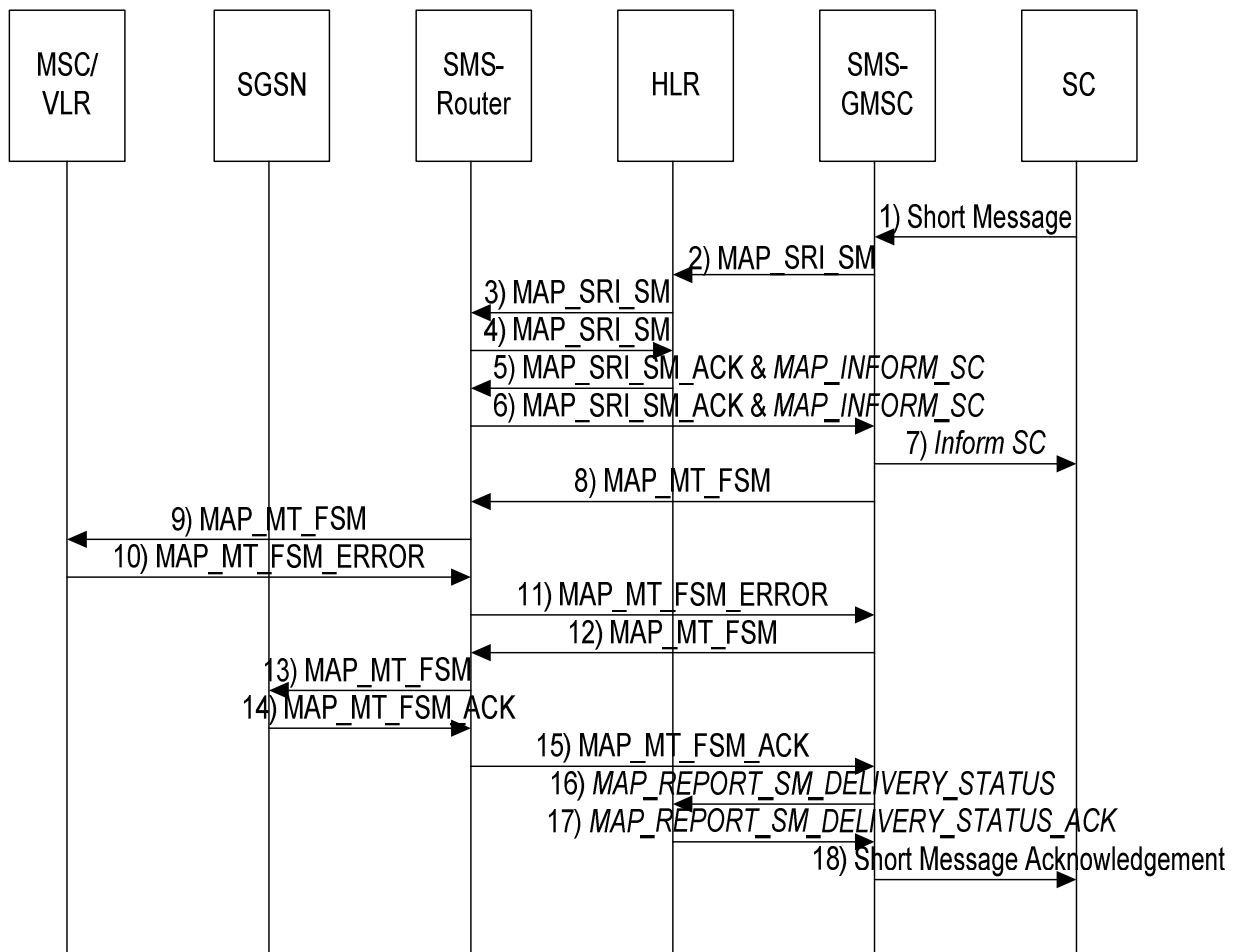 MSC/
VLR
SGSN
SMS-
Router
HLR
SMS-
GMSC
SC
1) Short Message
2) MAP_SRI_SM
3) MAP_SRI_SM
4) MAP_SRI_SM
5) MAP_SRI_SM_ACK & MAP_INFORM_SC
6) MAP_SRI_SM_ACK & MAP_INFORM_SC
7) Inform SC
8) MAP_MT_FSM
9) MAP_MT_FSM
10) MAP_MT_FSM_ERROR
11) MAP_MT_FSM_ERROR
12) MAP_MT_FSM
13) MAP_MT_FSM
14) MAP_MT_FSM_ACK
15) MAP_MT_FSM_ACK
16) MAP_REPORT_SM_DELIVERY_STATUS
17) MAP_REPORT_SM_DELIVERY_STATUS_ACK
18) Short Message Acknowledgement